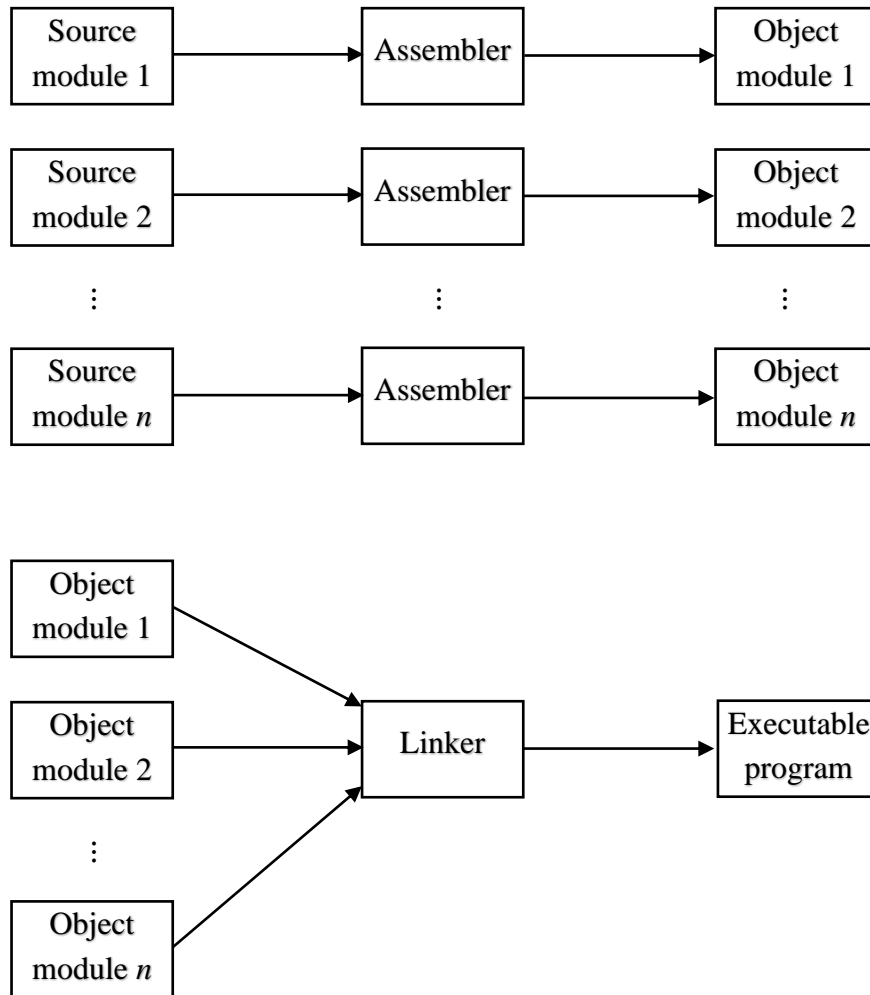 Source
module 1
Assembler
Object
module 1
Source
module 2
Assembler
Object
module 2
⋮ ⋮ ⋮
Source
module n
Assembler
Object
module n
Object
module 1
Object
module 2
Linker
Executable
program
⋮
Object
module n